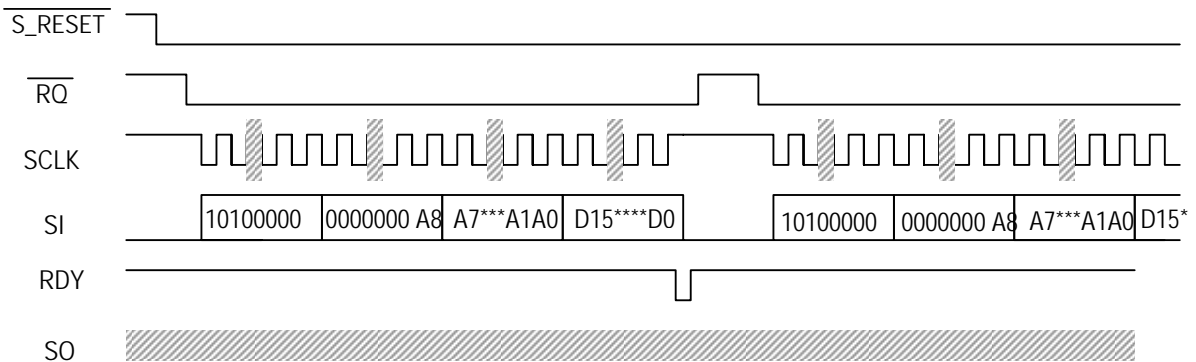 S_RESET
RQ
SCLK
SI 10100000 0000000 A8 A7***A1A0 D15****D0 10100000 0000000 A8 A7***A1A0 D15*
RDY
SO